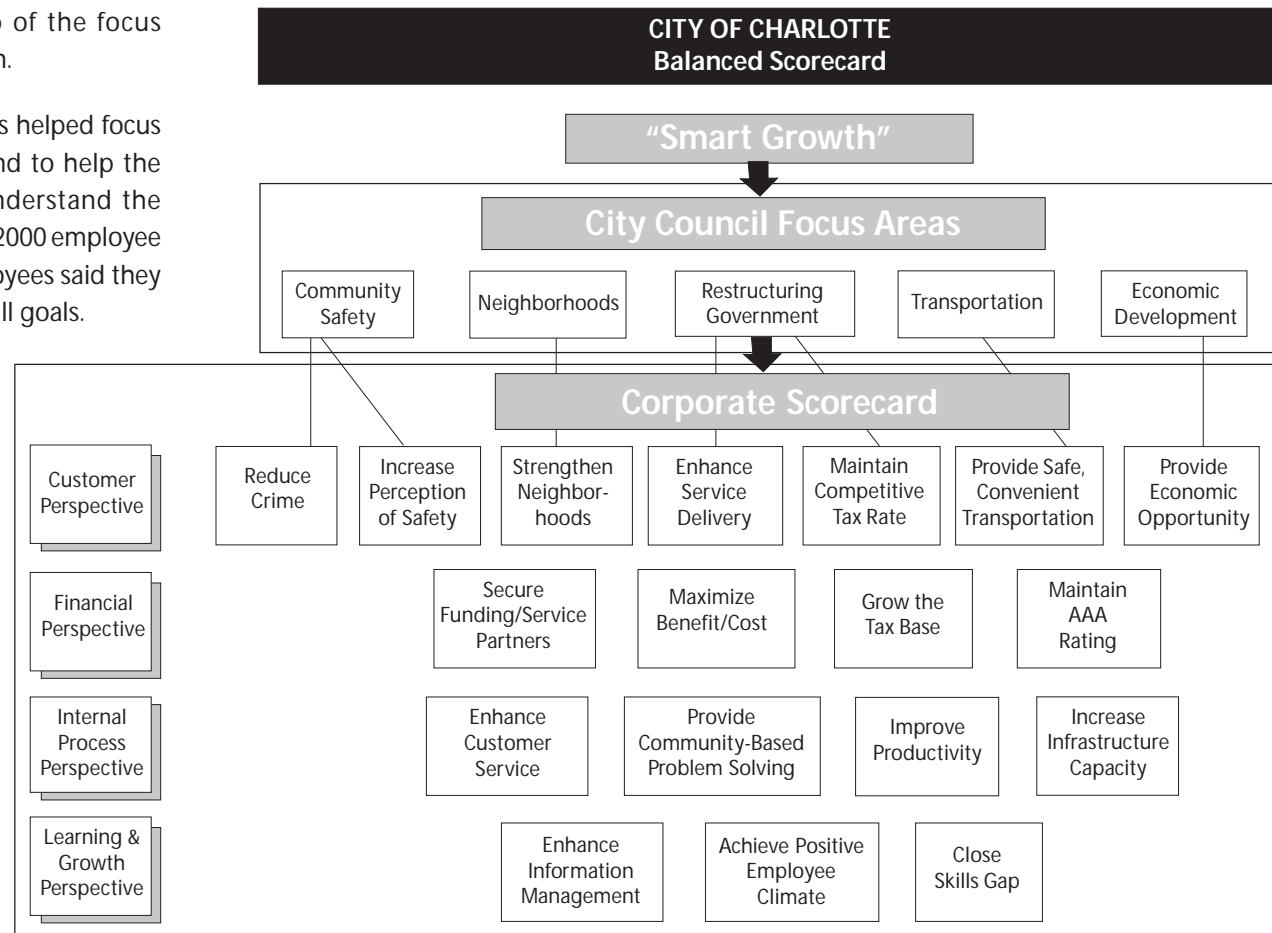 of the focus
s helped focus
nd to help the
nderstand the
2000 employee
oyees said they
ll goals.
CITY OF CHARLOTTE
Balanced Scorecard
“Smart Growth”
City Council Focus Areas
Community
Safety
Neighborhoods
Restructuring
Government
Transportation
Economic
Development
Corporate Scorecard
Customer
Perspective
Reduce
Crime
Increase
Perception
of Safety
Strengthen
Neighbor-
hoods
Enhance
Service
Delivery
Maintain
Competitive
Tax Rate
Provide Safe,
Convenient
Transportation
Provide
Economic
Opportunity
Financial
Perspective
Secure
Funding/Service
Partners
Maximize
Benefit/Cost
Grow the
Tax Base
Maintain
AAA
Rating
Internal
Process
Perspective
Enhance
Customer
Service
Provide
Community-Based
Problem Solving
Improve
Productivity
Increase
Infrastructure
Capacity
Learning &
Growth
Perspective
Enhance
Information
Management
Achieve Positive
Employee
Climate
Close
Skills Gap